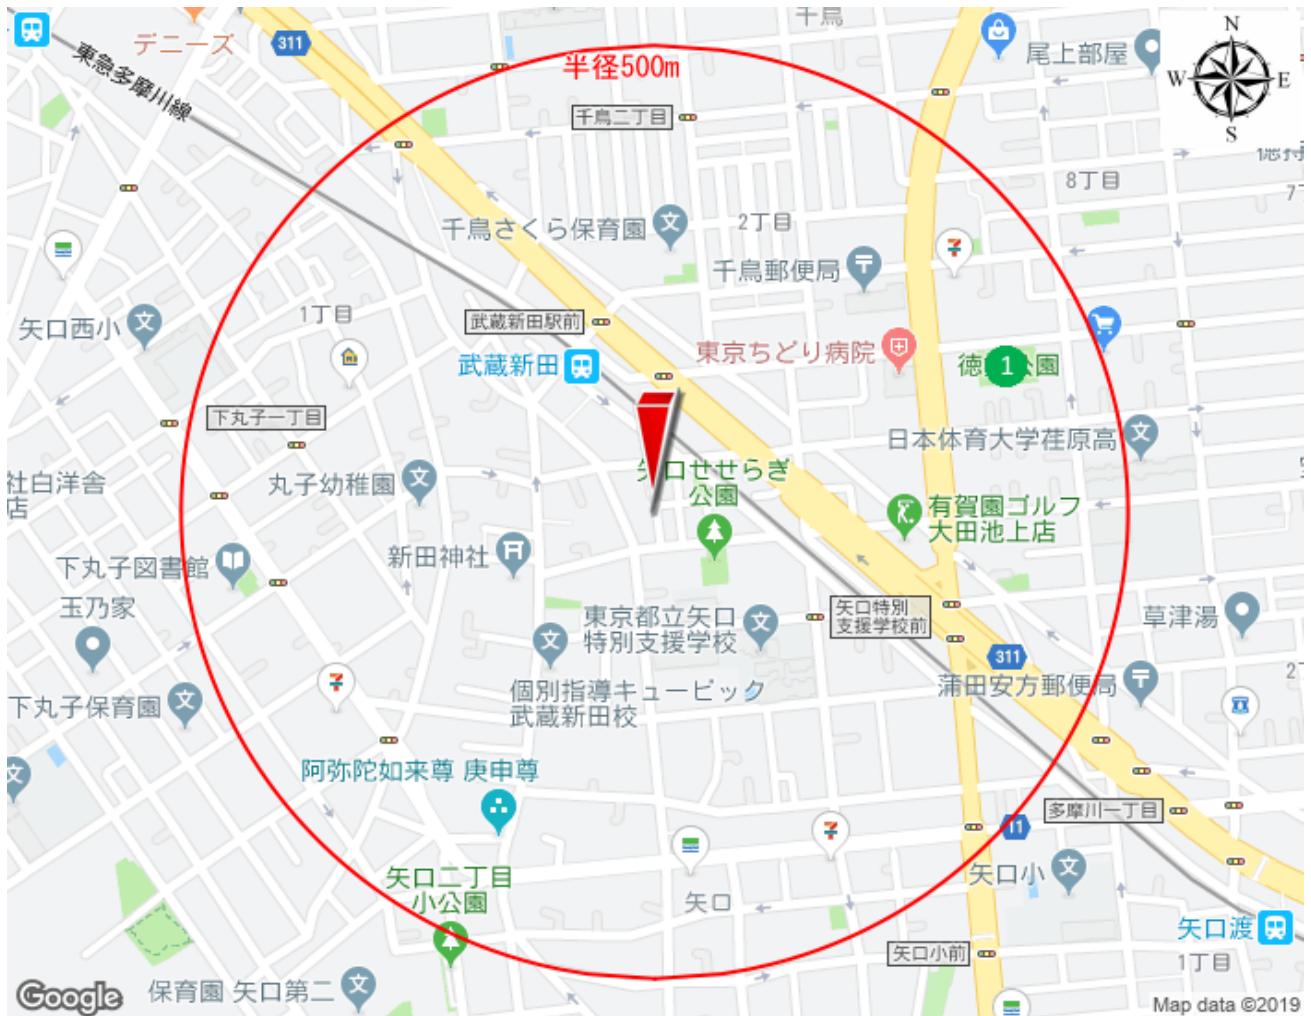 千鳥
N
デニーズ
311
尾上部屋
東急多摩川線
半径500m
W
E
千鳥二丁目
S
8丁目
7
千鳥さくら保育園
2丁目
千鳥郵便局
1丁目
矢口西小
武蔵新田駅前
東京ちどり病院
武蔵新田
1
公園
下丸子一丁目
日本体育大学荏原高
口せせらぎ
公園
丸子幼稚園
社白洋舎
店
有賀園ゴルフ
大田池上店
新田神社
下丸子図書館
玉乃家
東京都立矢口
特別支援学校
矢口特別
支援学校前
草津湯
311
2
個別指導キュービック
武蔵新田校
蒲田安方郵便局
下丸子保育園
阿弥陀如来尊 庚申尊
多摩川一丁目
11
矢口二丁目
小公園
矢口
矢口小
矢口渡
矢口小前
1丁目
保育園 矢口第二
Google
Map data ©2019